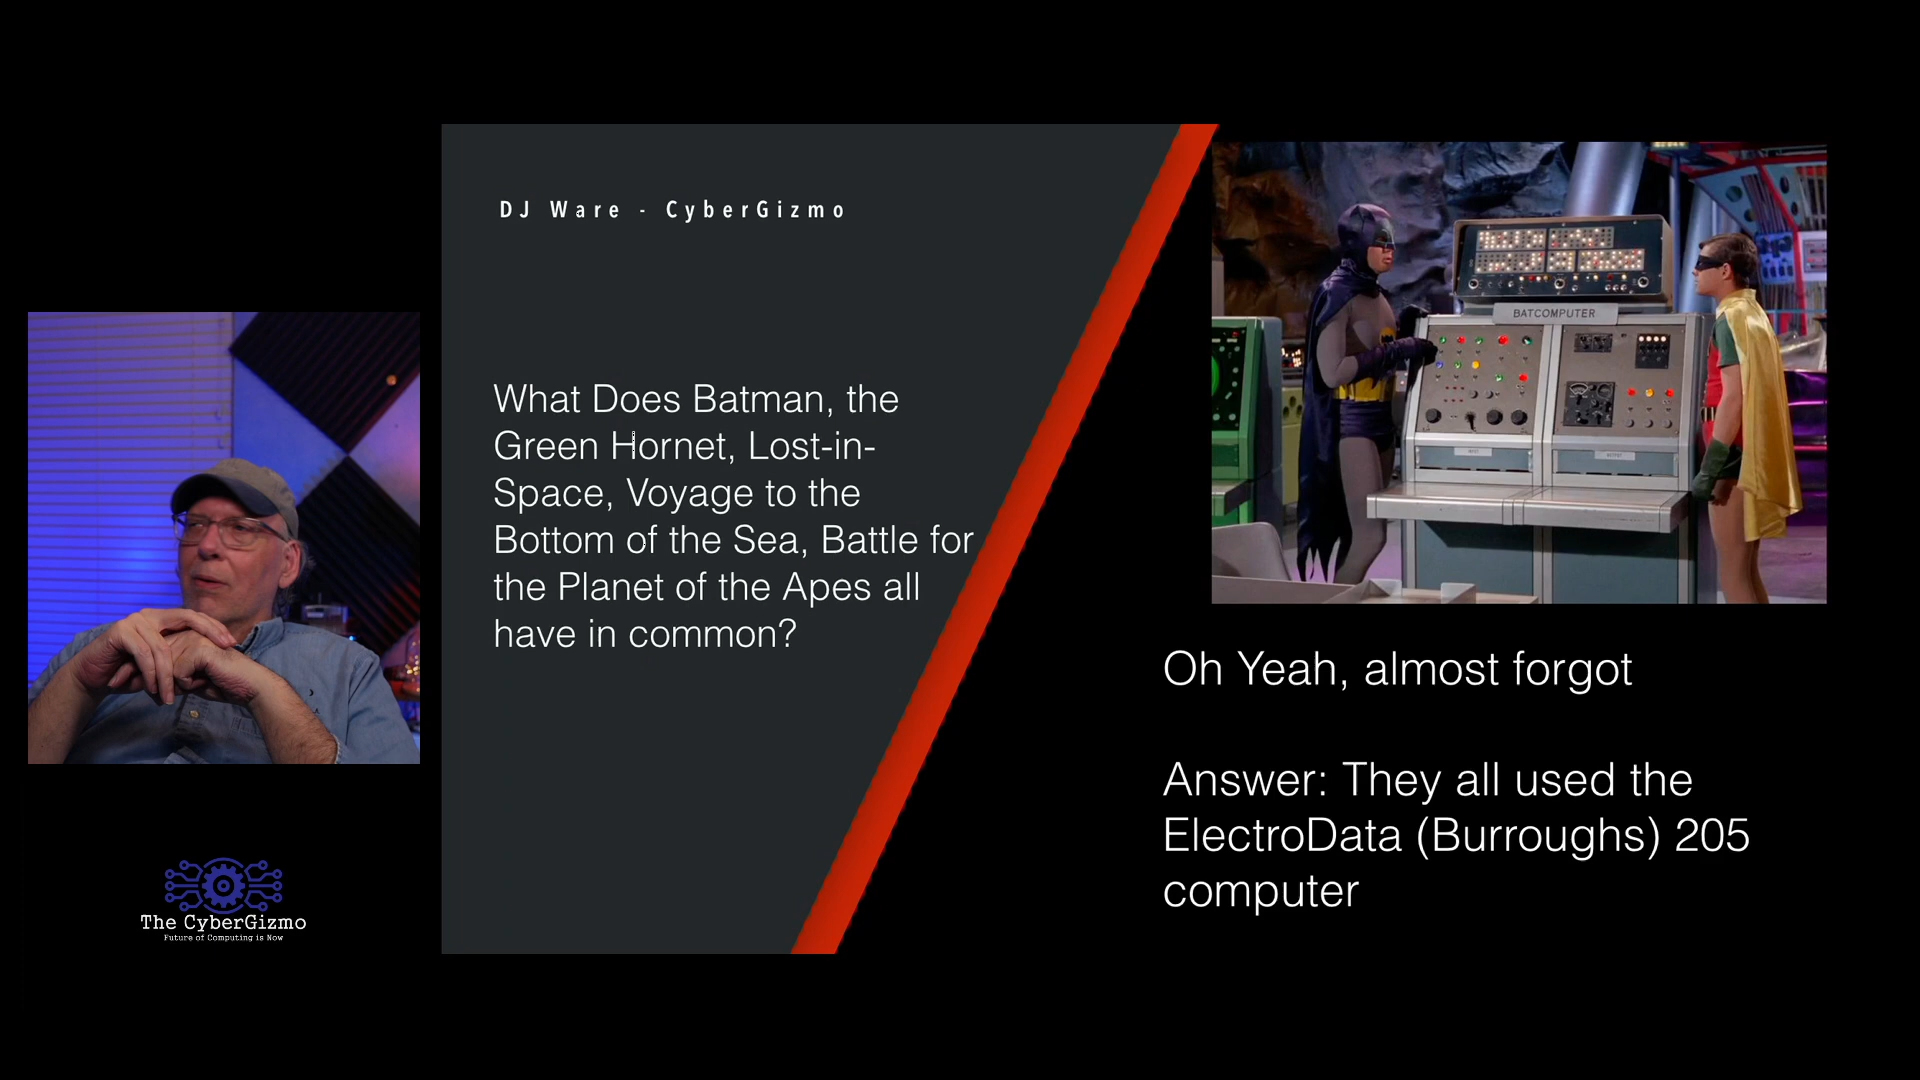 DJ Ware - CyberGizmo
What Does Batman, the
Green Hornet, Lost-in-
Space, Voyage to the
Bottom of the Sea, Battle for
the Planet of the Apes all
have in common?
BATCOMPUTER
Oh Yeah, almost forgot
Answer: They all used the
ElectroData (Burroughs) 205
computer
The CyberGizmo
Future of Computing is Now